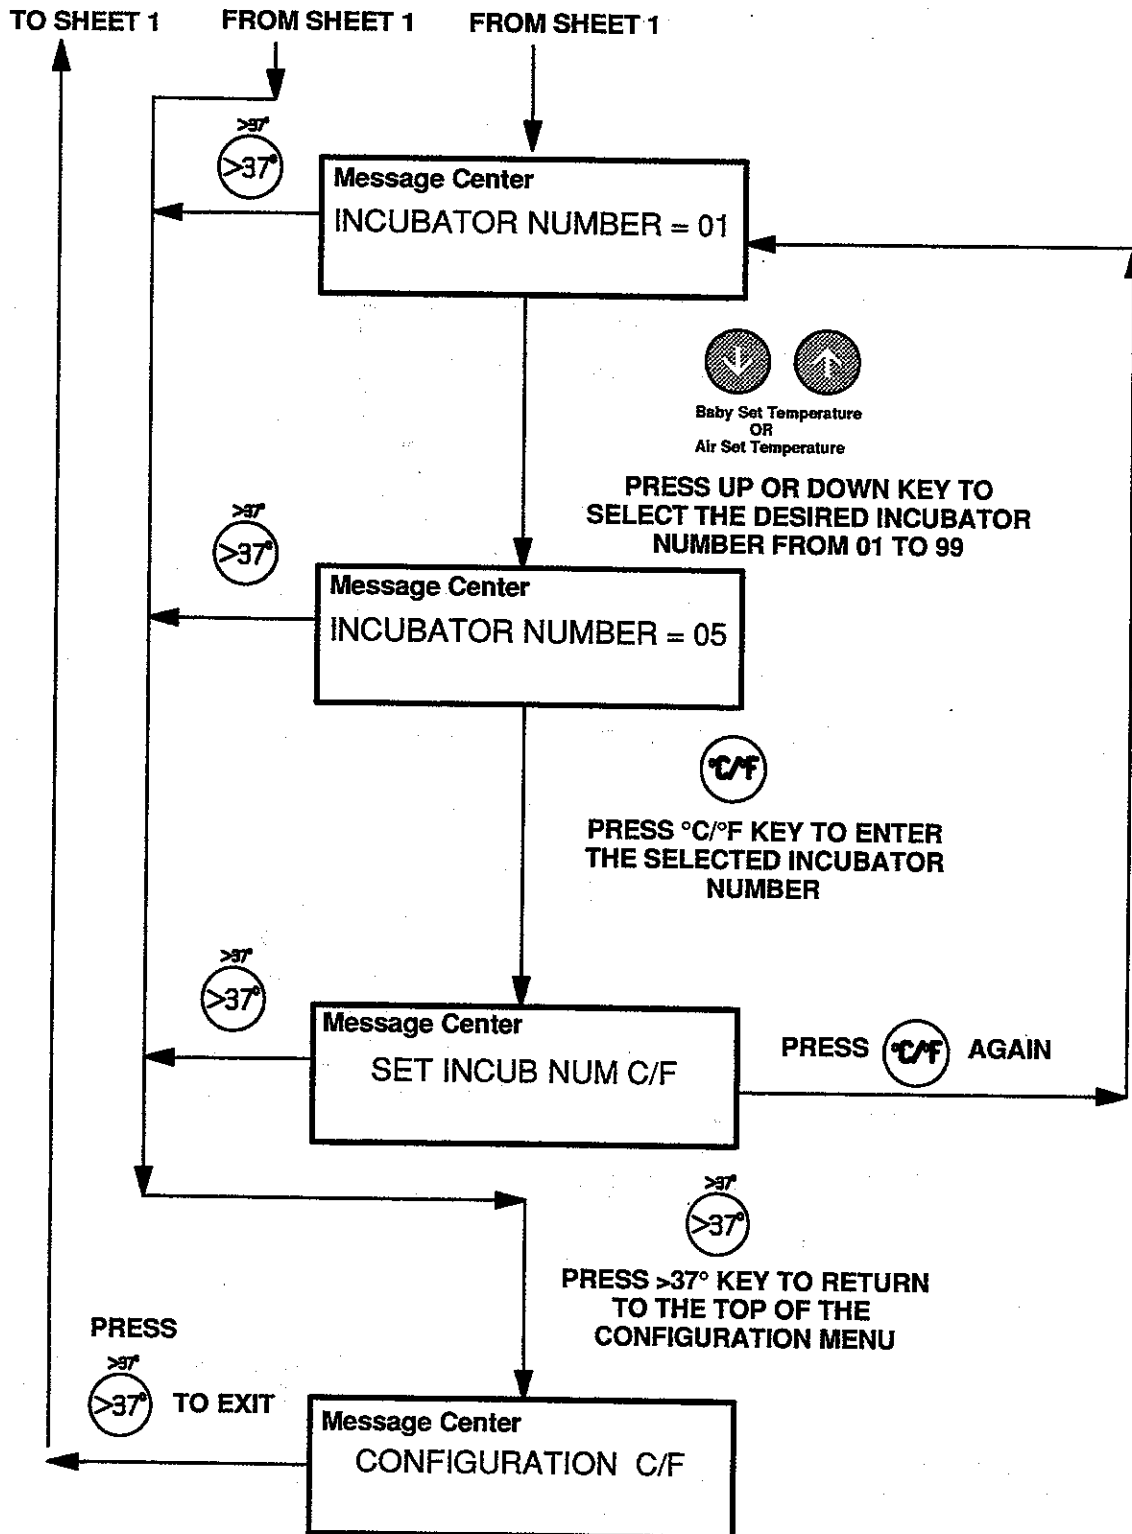 TO SHEET 1
FROM SHEET 1
FROM SHEET 1
>37°
>37°
Message Center
INCUBATOR NUMBER = 01
Baby Set Temperature
OR
Air Set Temperature
PRESS UP OR DOWN KEY TO
SELECT THE DESIRED INCUBATOR
NUMBER FROM 01 TO 99
>37°
>37°
Message Center
INCUBATOR NUMBER = 05
°C/°F
PRESS °C/°F KEY TO ENTER
THE SELECTED INCUBATOR
NUMBER
>37°
>37°
Message Center
SET INCUB NUM C/F
PRESS °C/°F AGAIN
>37°
>37°
PRESS >37° KEY TO RETURN
TO THE TOP OF THE
CONFIGURATION MENU
PRESS
>37°
>37° TO EXIT
Message Center
CONFIGURATION C/F